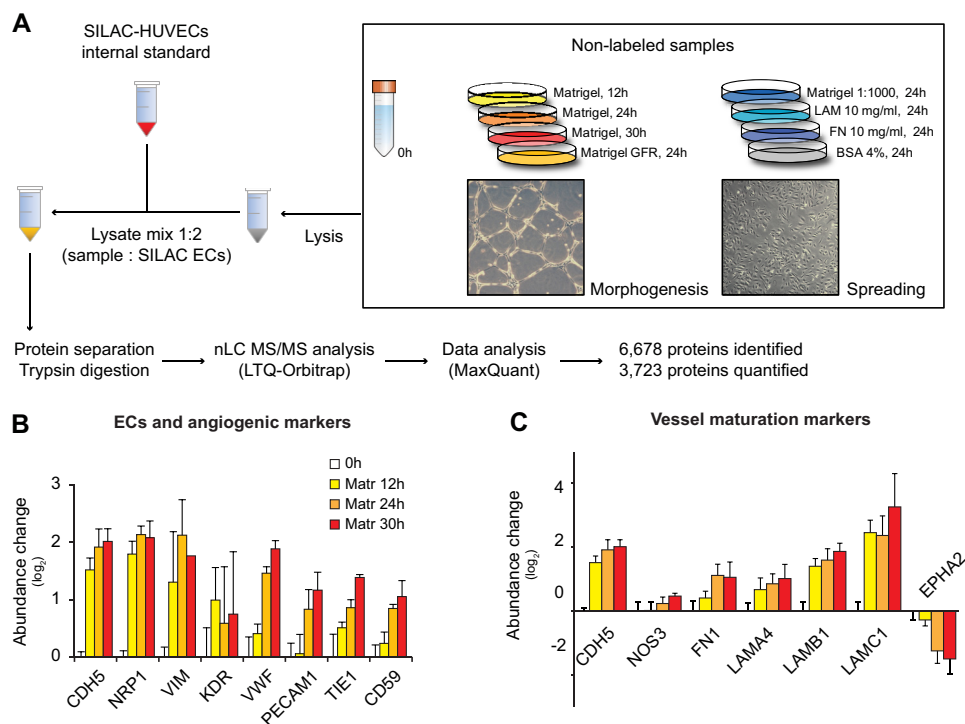 A
SILAC-HUVECs
internal standard
Non-labeled samples
0h
Matrigel, 12h
Matrigel, 24h
Matrigel, 30h
Matrigel GFR, 24h
Matrigel 1:1000, 24h
LAM 10 mg/ml, 24h
FN 10 mg/ml, 24h
BSA 4%, 24h
Lysate mix 1:2
(sample : SILAC ECs)
Lysis
Morphogenesis
Spreading
Protein separation
Trypsin digestion
nLC MS/MS analysis
(LTQ-Orbitrap)
Data analysis
(MaxQuant)
6,678 proteins identified
3,723 proteins quantified
B
ECs and angiogenic markers
Abundance change
(log2)
3
2
1
0
0h
Matr 12h
Matr 24h
Matr 30h
CDH5
NRP1
VIM
KDR
VWF
PECAM1
TIE1
CD59
C
Vessel maturation markers
Abundance change
(log2)
4
2
0
-2
CDH5
NOS3
FN1
LAMA4
LAMB1
LAMC1
EPHA2